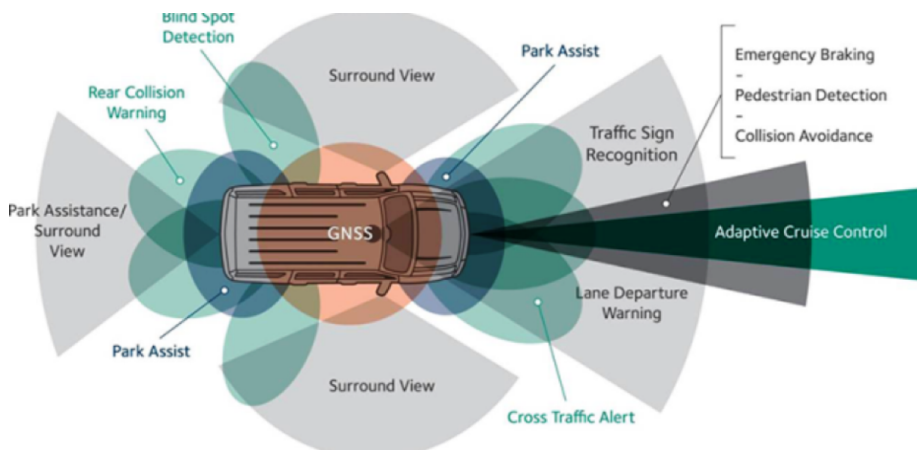 Blind Spot
Detection
Surround View
Park Assist
Emergency Braking
-
Pedestrian Detection
-
Collision Avoidance
Rear Collision
Warning
Traffic Sign
Recognition
Park Assistance/
Surround
View
GNSS
Adaptive Cruise Control
Lane Departure
Warning
Park Assist
Surround View
Cross Traffic Alert